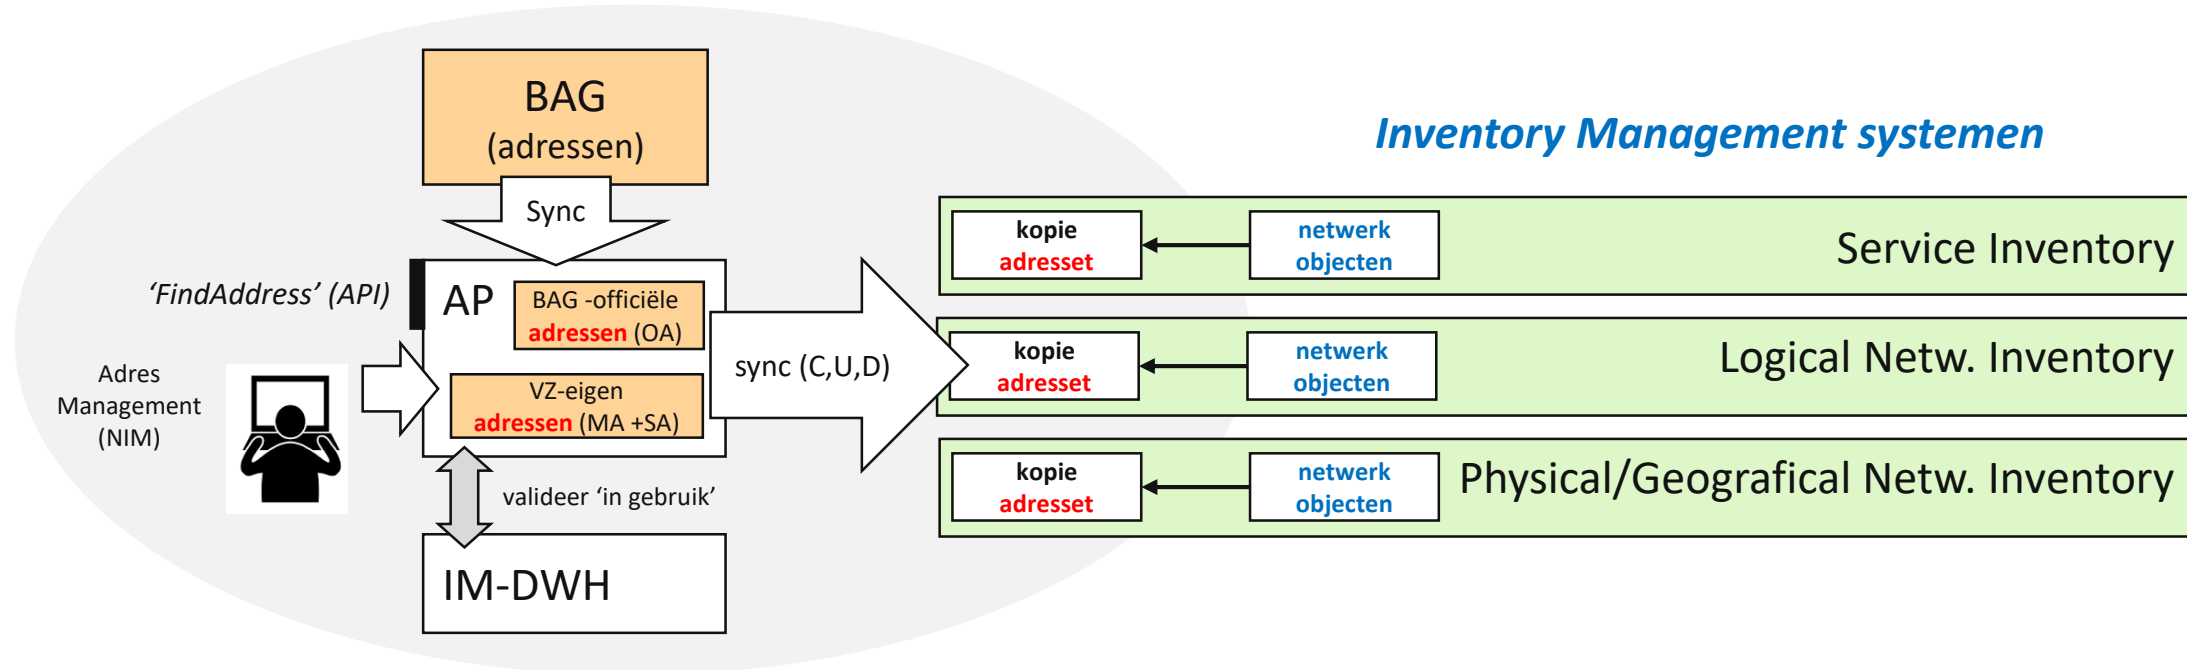 BAG
(adressen)
Sync
Inventory Management systemen
‘FindAddress’ (API)
AP
BAG -officiële
adressen (OA)
VZ-eigen
adressen (MA +SA)
Adres
Management
(NIM)
sync (C,U,D)
valideer ‘in gebruik’
IM-DWH
kopie
adresset
netwerk
objecten
Service Inventory
kopie
adresset
netwerk
objecten
Logical Netw. Inventory
kopie
adresset
netwerk
objecten
Physical/Geografical Netw. Inventory